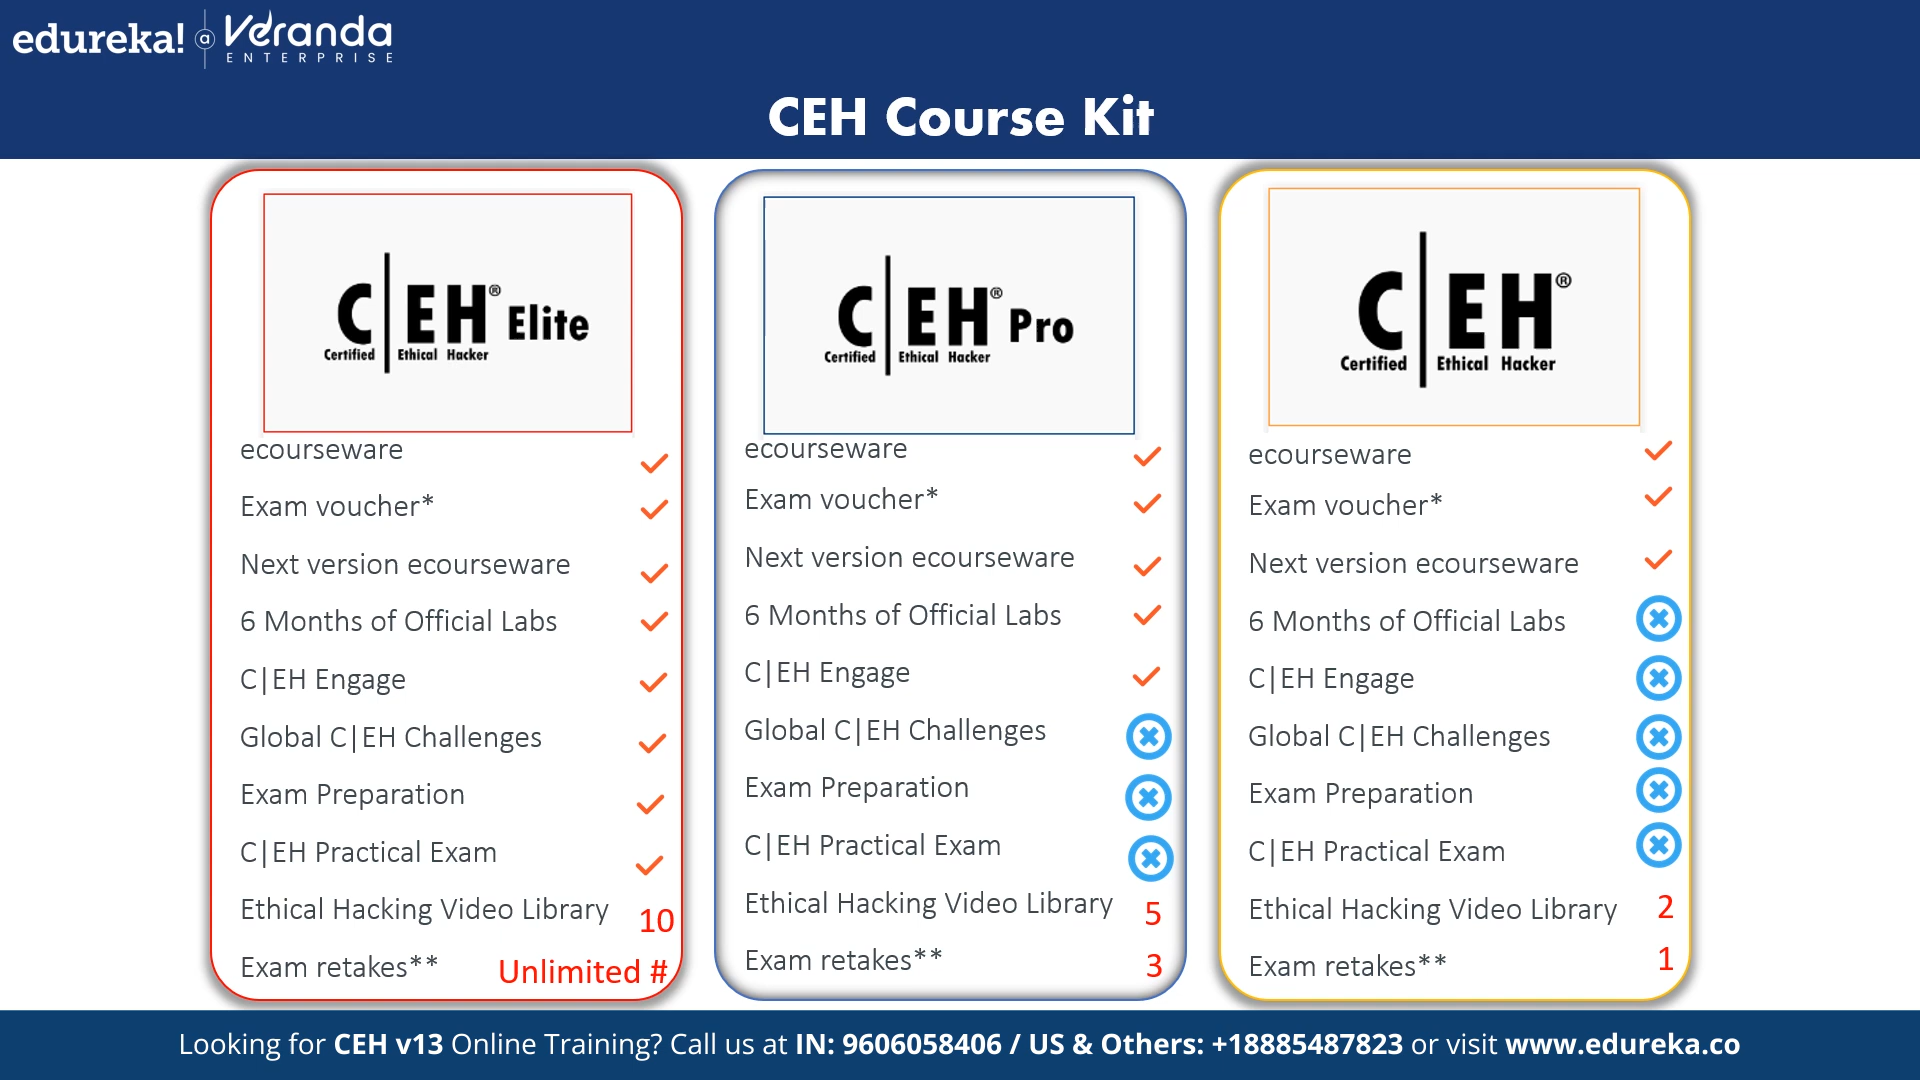 edureka! a Veranda
ENTERPRISE
CEH Course Kit
C|EH® Elite
Certified Ethical Hacker
ecourseware
Exam voucher*
Next version ecourseware
6 Months of Official Labs
C|EH Engage
Global C|EH Challenges
Exam Preparation
C|EH Practical Exam
Ethical Hacking Video Library 10
Exam retakes** Unlimited #
C|EH® Pro
Certified Ethical Hacker
ecourseware
Exam voucher*
Next version ecourseware
6 Months of Official Labs
C|EH Engage
Global C|EH Challenges
Exam Preparation
C|EH Practical Exam
Ethical Hacking Video Library 5
Exam retakes** 3
C|EH®
Certified Ethical Hacker
ecourseware
Exam voucher*
Next version ecourseware
6 Months of Official Labs
C|EH Engage
Global C|EH Challenges
Exam Preparation
C|EH Practical Exam
Ethical Hacking Video Library 2
Exam retakes** 1
Looking for CEH v13 Online Training? Call us at IN: 9606058406 / US & Others: +18885487823 or visit www.edureka.co